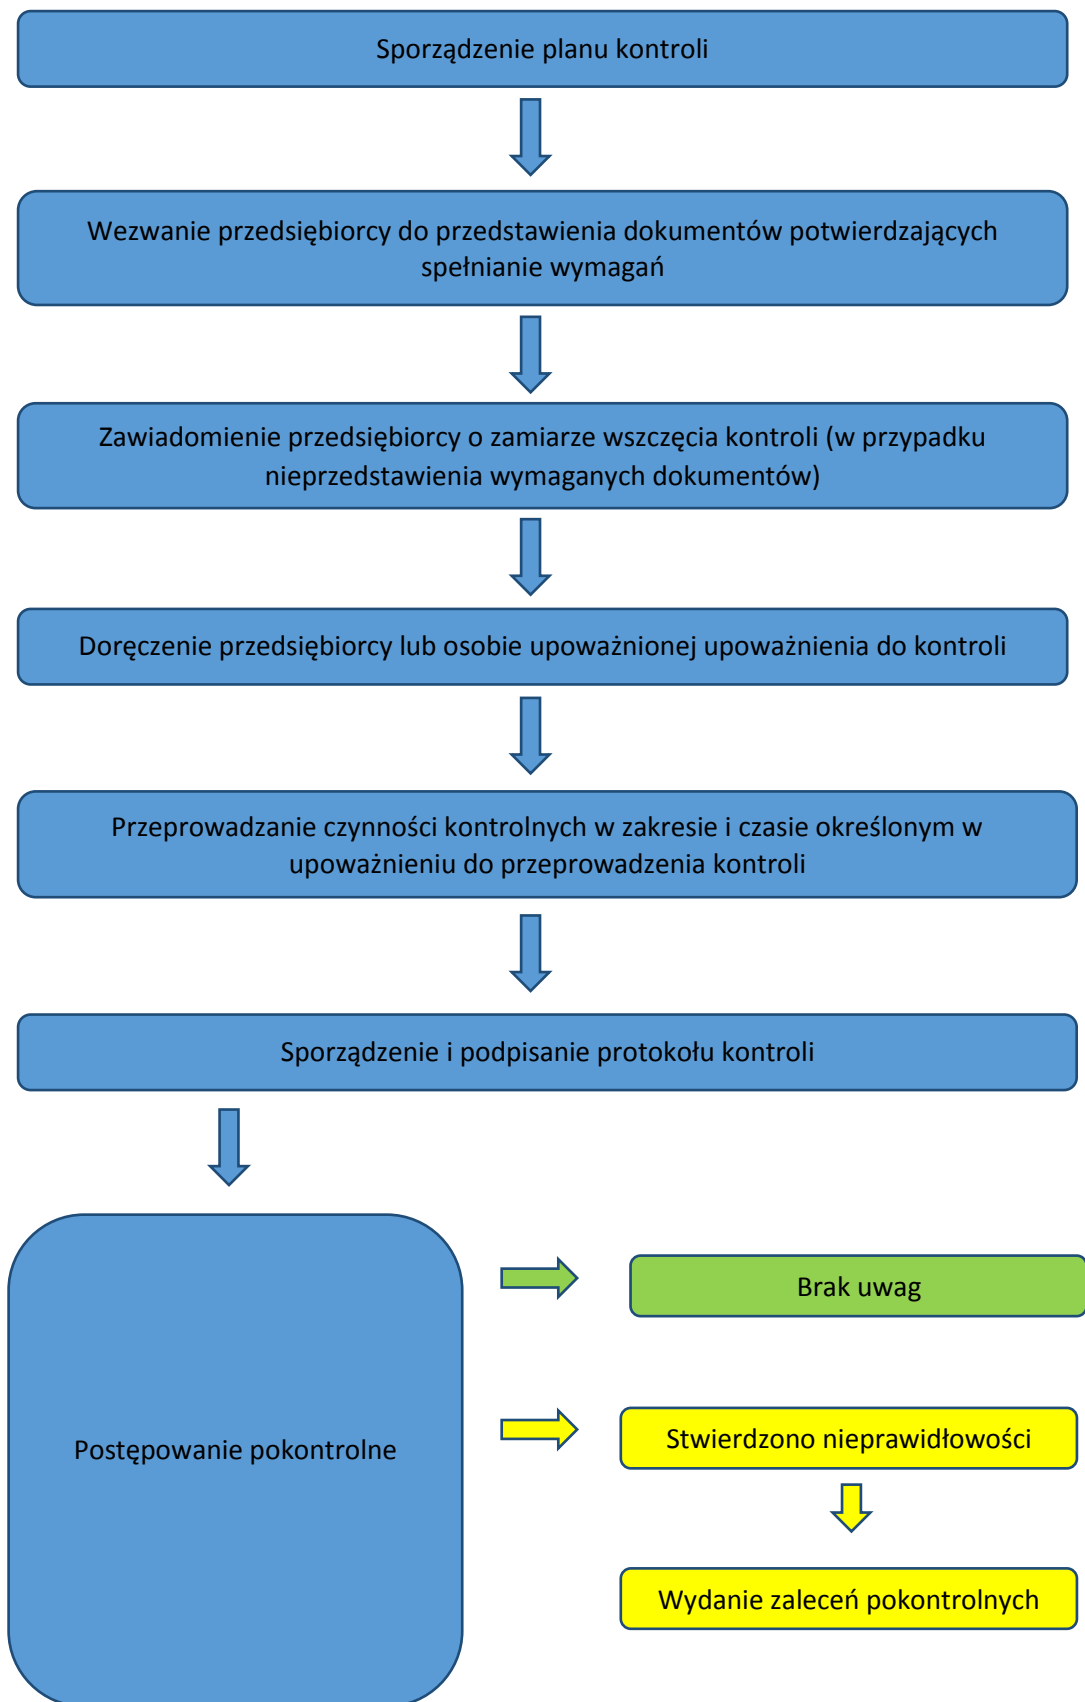 Sporządzenie planu kontroli
Wezwanie przedsiębiorcy do przedstawienia dokumentów potwierdzających
spełnianie wymagań
Zawiadomienie przedsiębiorcy o zamiarze wszczęcia kontroli (w przypadku
nieprzedstawienia wymaganych dokumentów)
Doręczenie przedsiębiorcy lub osobie upoważnionej upoważnienia do kontroli
Przeprowadzanie czynności kontrolnych w zakresie i czasie określonym w
upoważnieniu do przeprowadzenia kontroli
Sporządzenie i podpisanie protokołu kontroli
Brak uwag
Postępowanie pokontrolne
Stwierdzono nieprawidłowości
Wydanie zaleceń pokontrolnych